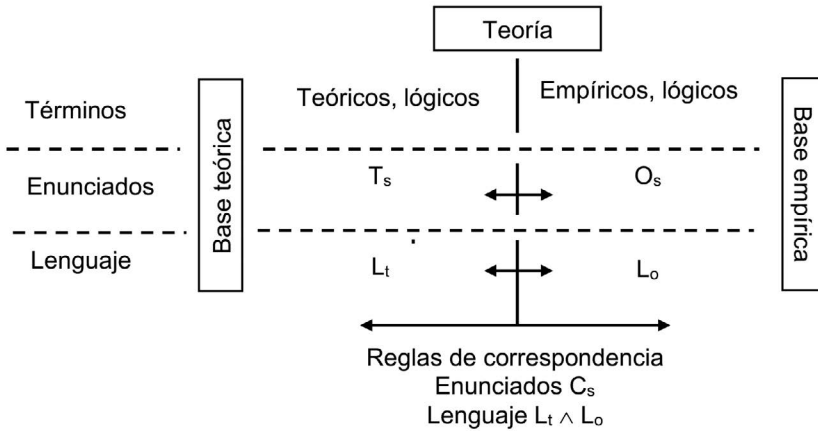 Teoría
Términos
Teóricos, lógicos
Empíricos, lógicos
Base teórica
Base empírica
Enunciados
Tₛ
Oₛ
Lenguaje
Lₜ
Lₒ
Reglas de correspondencia
Enunciados Cₛ
Lenguaje Lₜ ∧ Lₒ